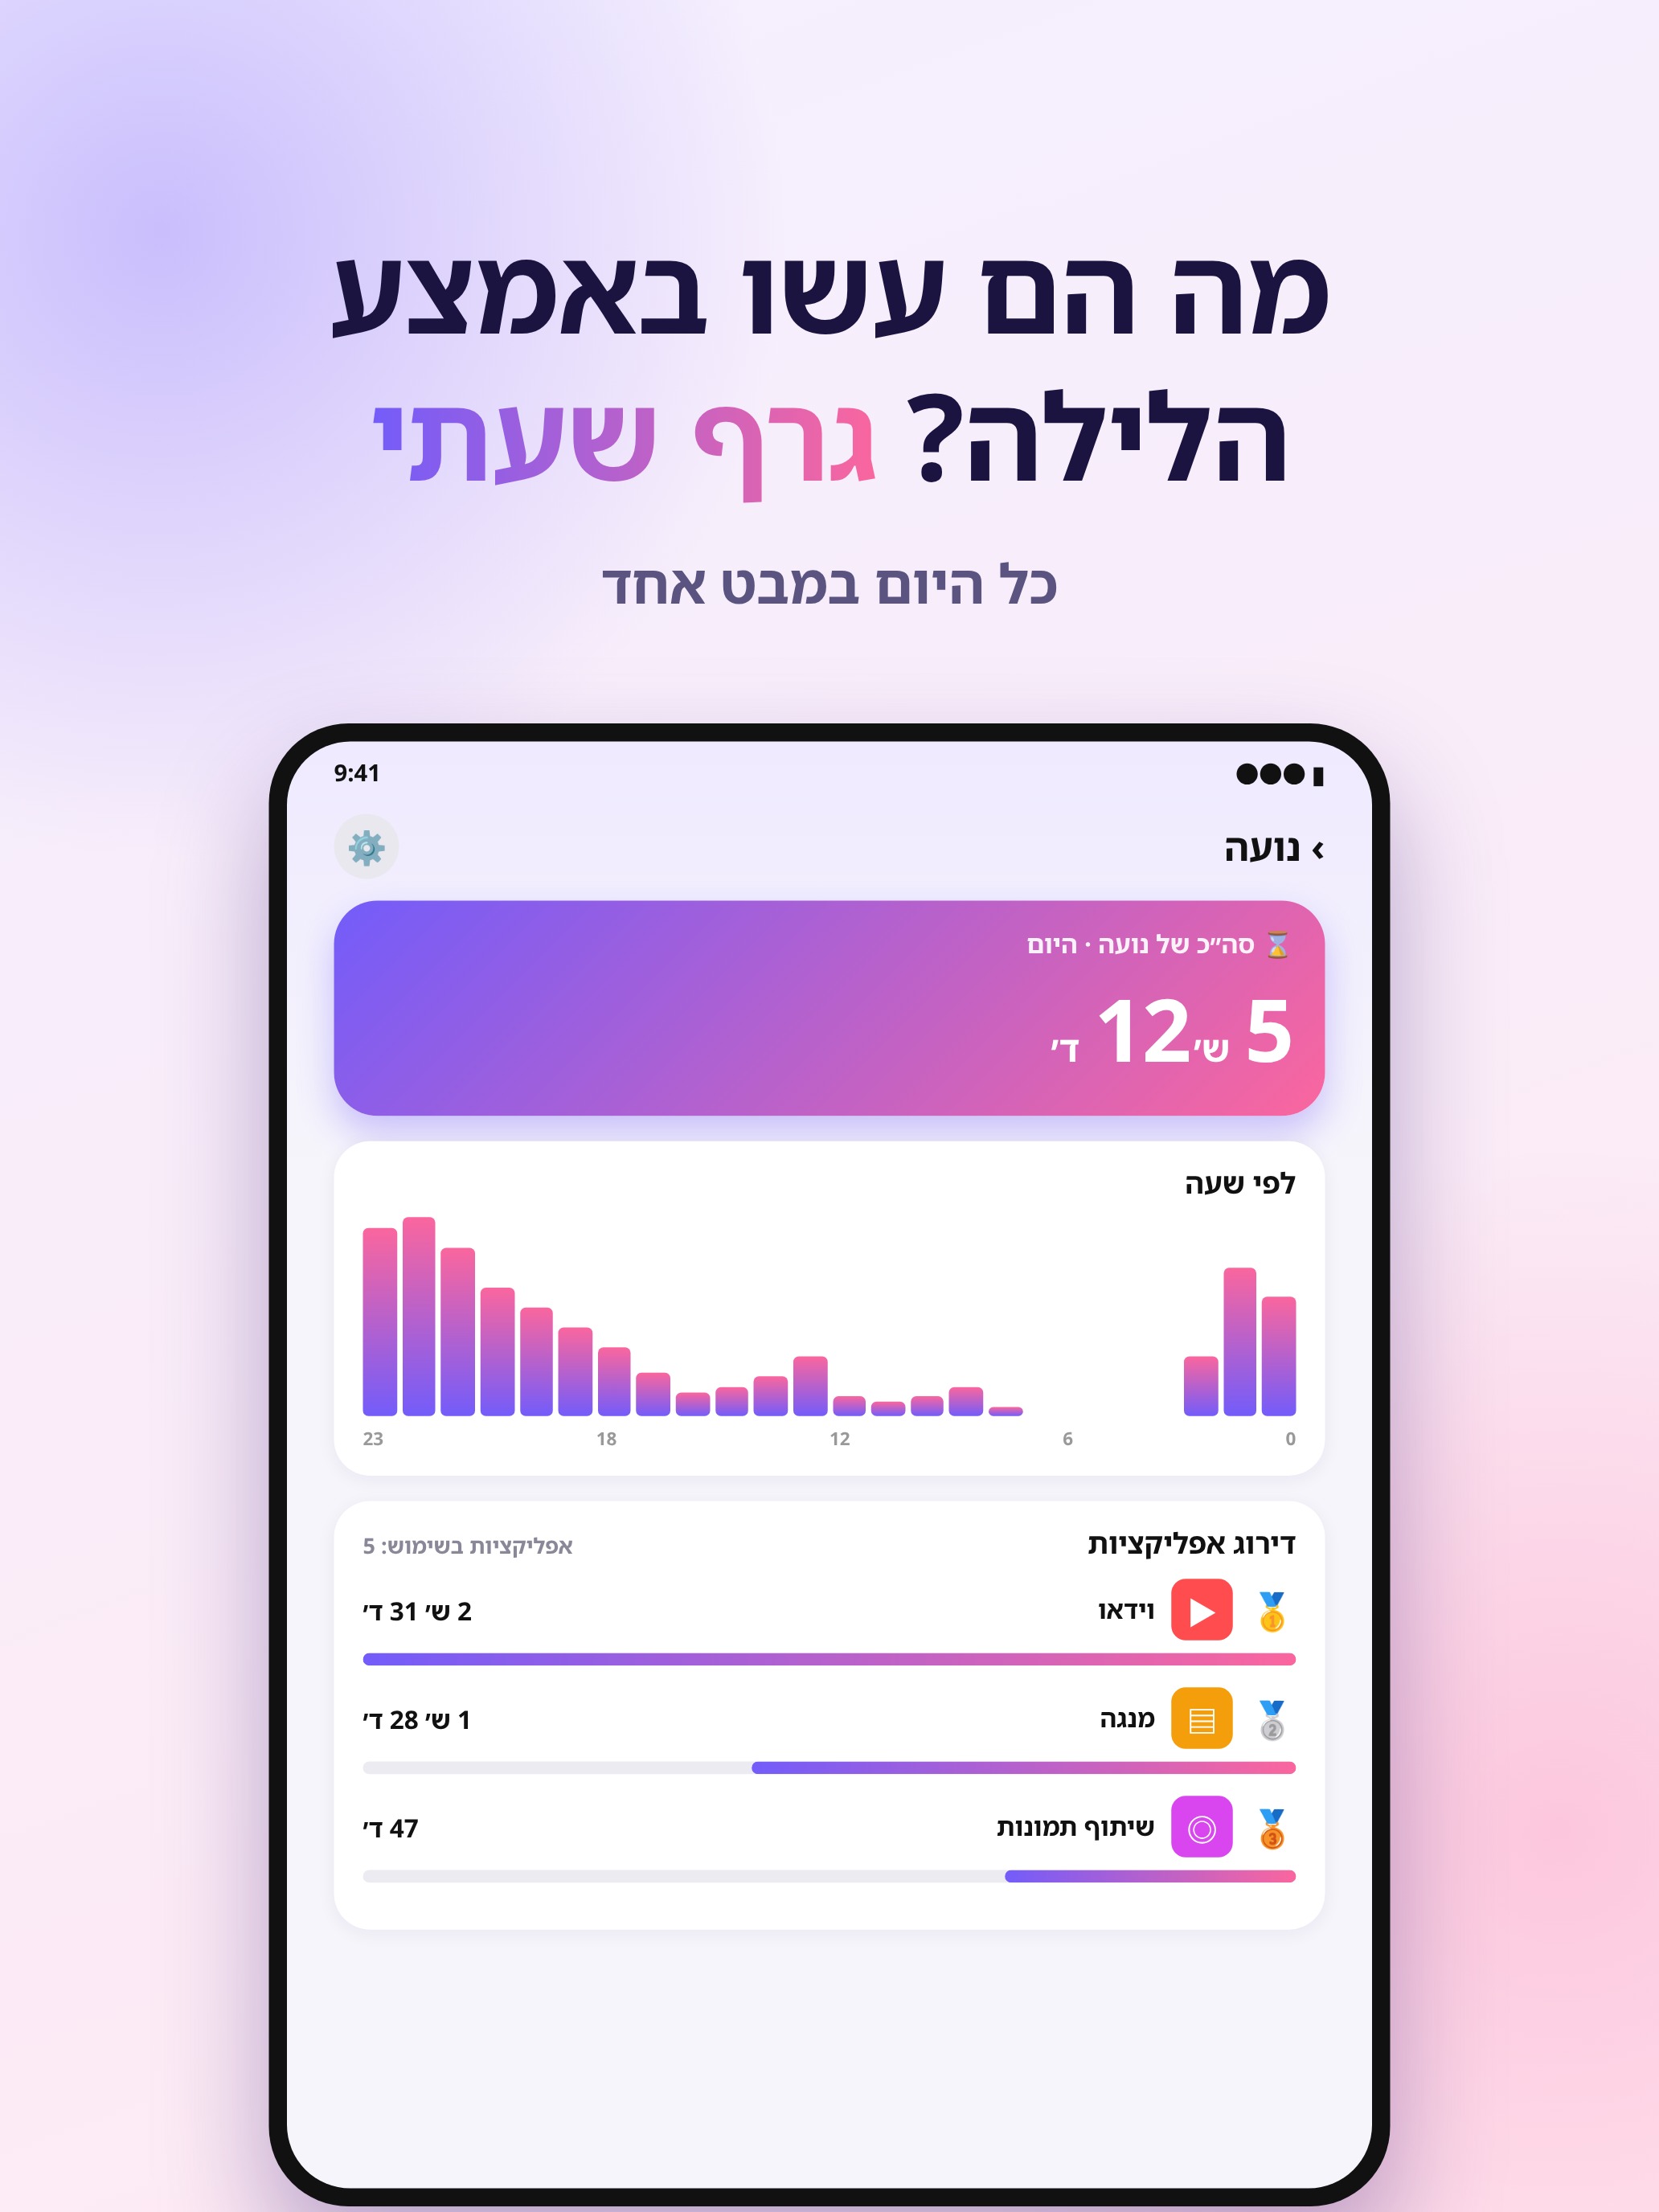 מה הם עשו באמצע
הלילה? גרף שעתי
כל היום במבט אחד
9:41
› נועה
⌛ סה״כ של נועה · היום
5 ש׳ 12 ד׳
לפי שעה
0 6 12 18 23
דירוג אפליקציות
אפליקציות בשימוש: 5
🥇 וידאו 2 ש׳ 31 ד׳
🥈 מנגה 1 ש׳ 28 ד׳
🥉 שיתוף תמונות 47 ד׳